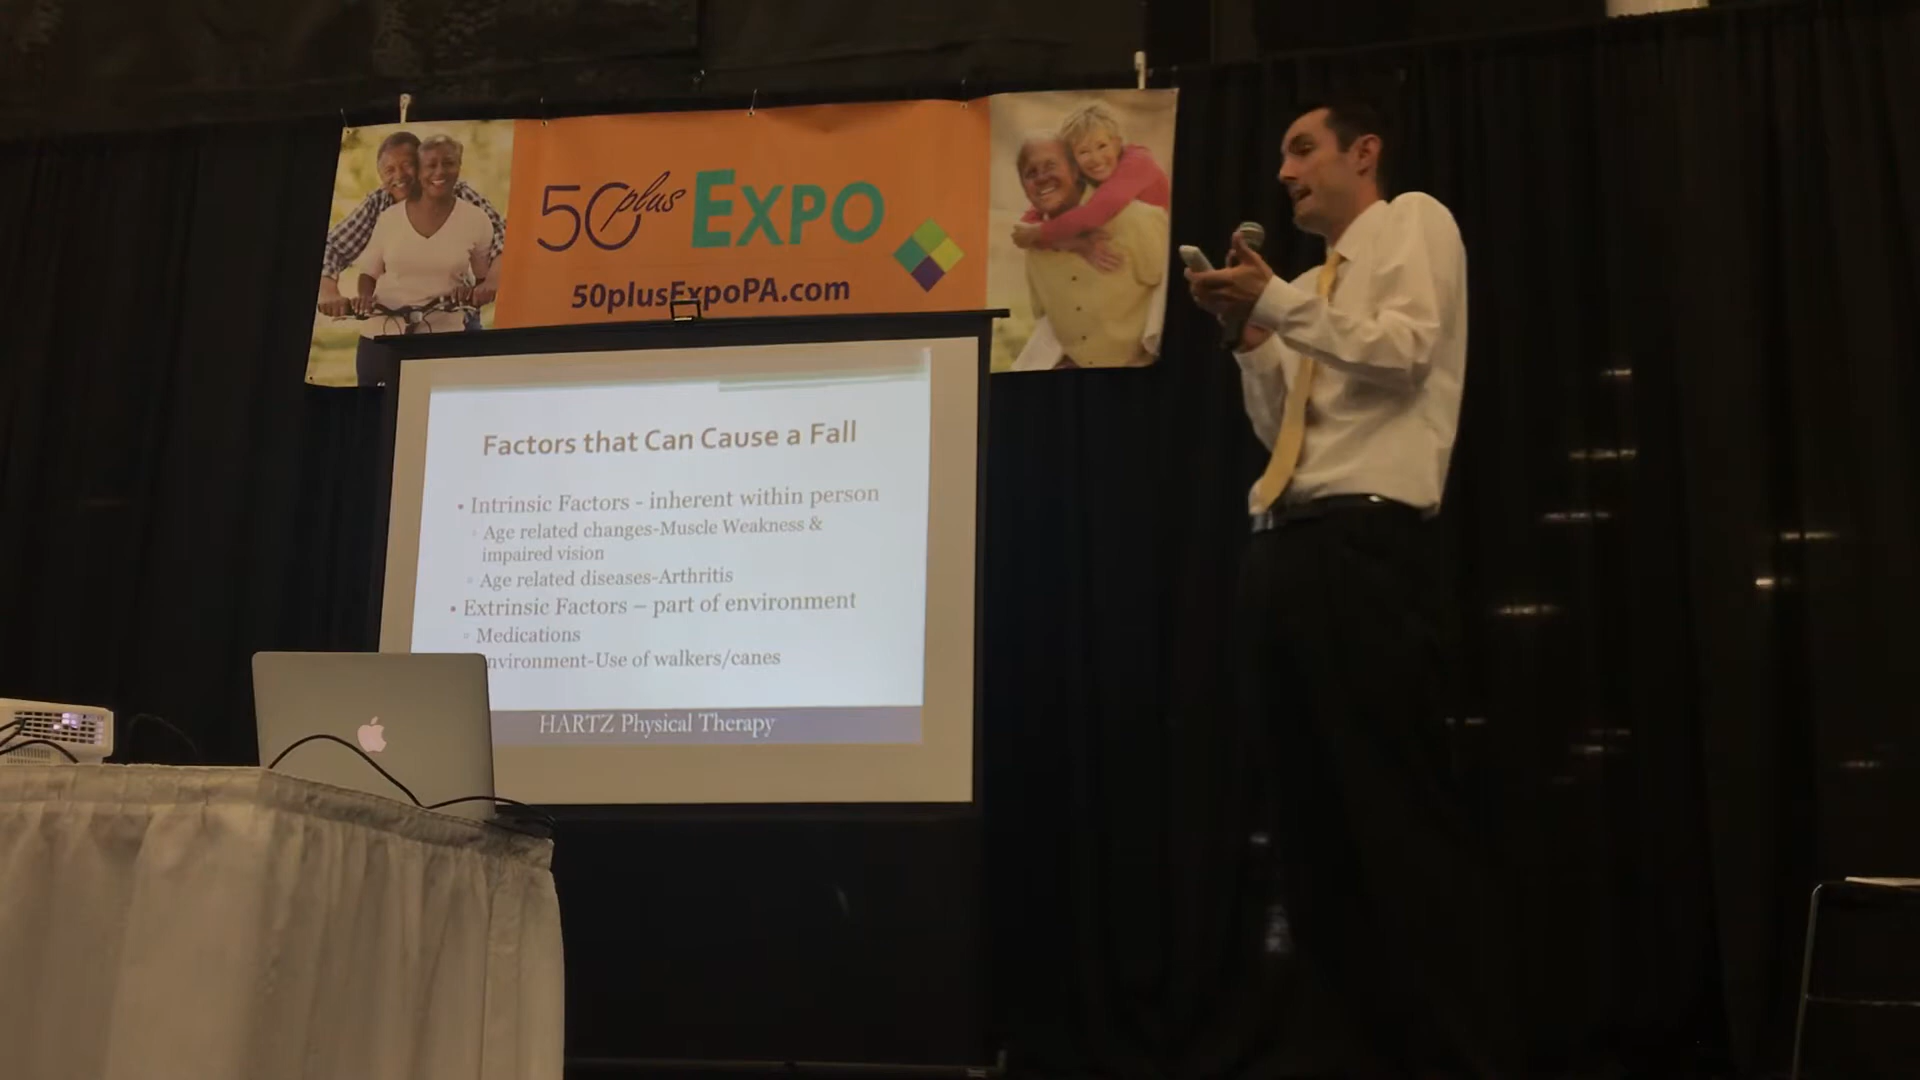 50 plus EXPO
50plusExpoPA.com
Factors that Can Cause a Fall
• Intrinsic Factors - inherent within person
▫ Age related changes-Muscle Weakness &
impaired vision
▫ Age related diseases-Arthritis
• Extrinsic Factors – part of environment
▫ Medications
nvironment-Use of walkers/canes
HARTZ Physical Therapy